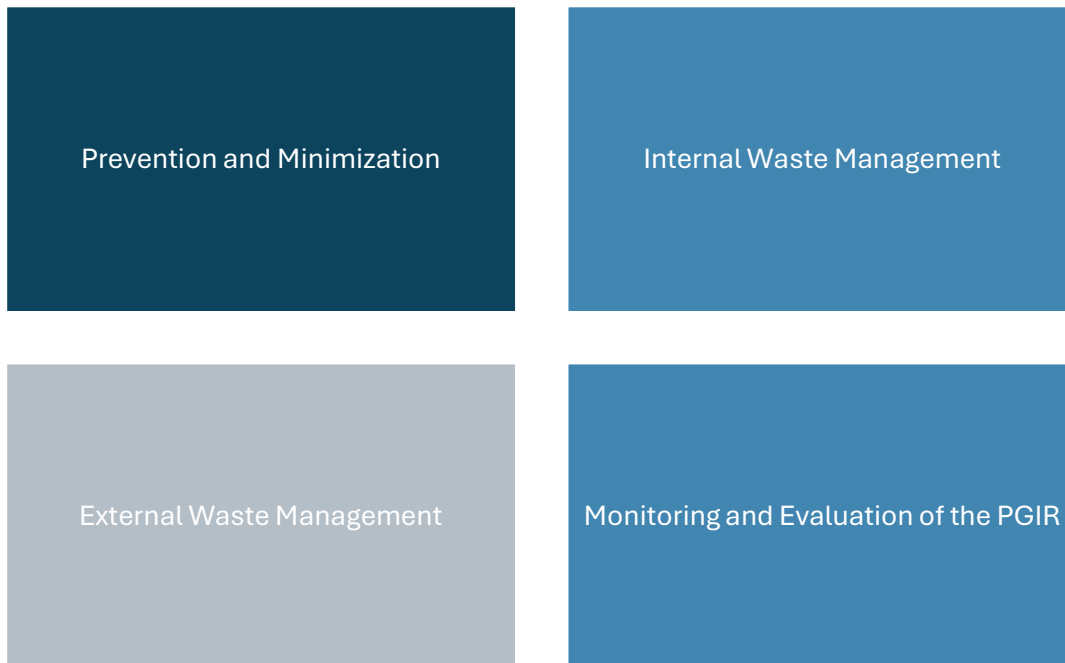 Prevention and Minimization
Internal Waste Management
External Waste Management
Monitoring and Evaluation of the PGIR